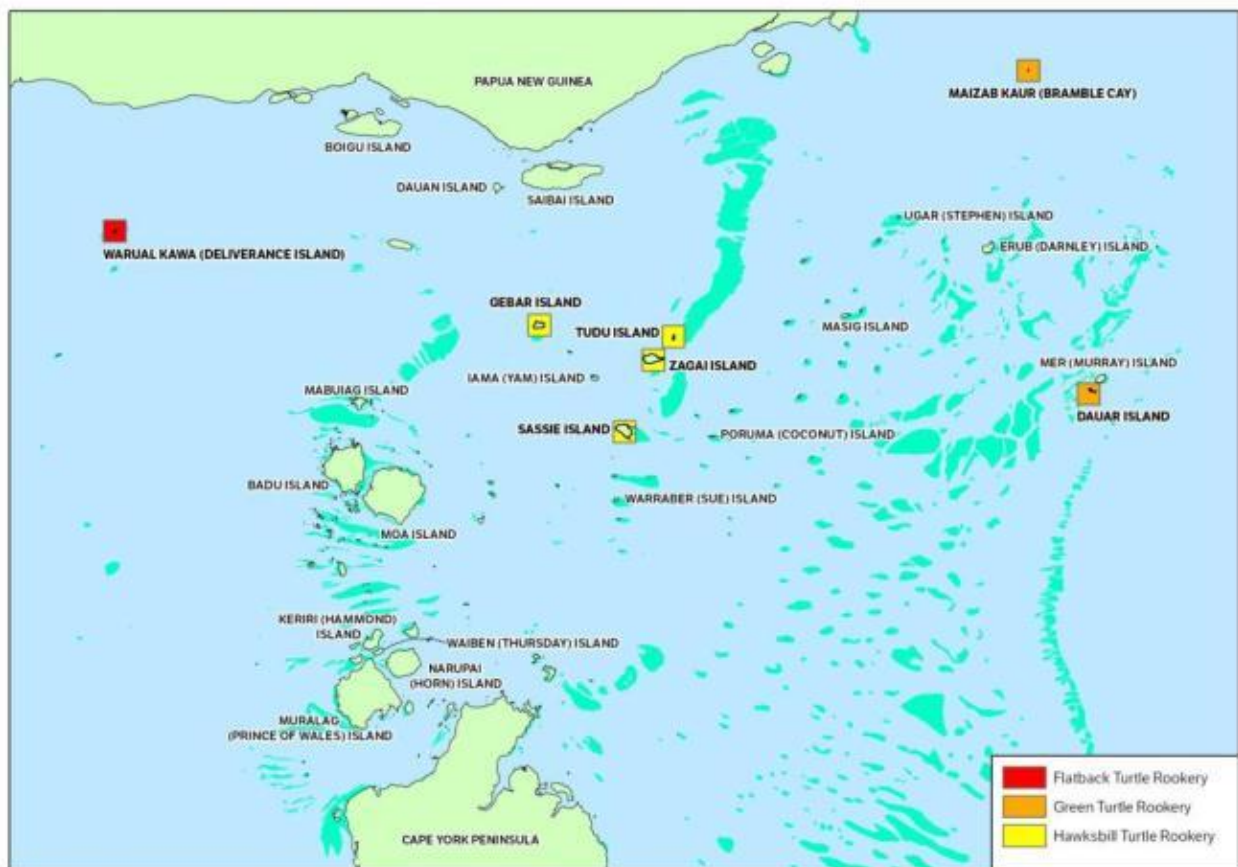 PAPUA NEW GUINEA
MAIZAB KAUR (BRAMBLE CAY)
BOIGU ISLAND
DAUAN ISLAND
SAIBAI ISLAND
UGAR (STEPHEN) ISLAND
WARUAL KAWA (DELIVERANCE ISLAND)
ERUB (DARNLEY) ISLAND
GEBAR ISLAND
TUDU ISLAND
MASIG ISLAND
ZAGAI ISLAND
MER (MURRAY) ISLAND
IAMA (YAM) ISLAND
MABUIAG ISLAND
DAUAR ISLAND
SASSIE ISLAND
PORUMA (COCONUT) ISLAND
BADU ISLAND
WARRABER (SUE) ISLAND
MOA ISLAND
KERIRI (HAMMOND)
ISLAND
WAIBEN (THURSDAY) ISLAND
NARUPAI
(HORN) ISLAND
MURALAG
(PRINCE OF WALES) ISLAND
CAPE YORK PENINSULA
Flatback Turtle Rookery
Green Turtle Rookery
Hawksbill Turtle Rookery